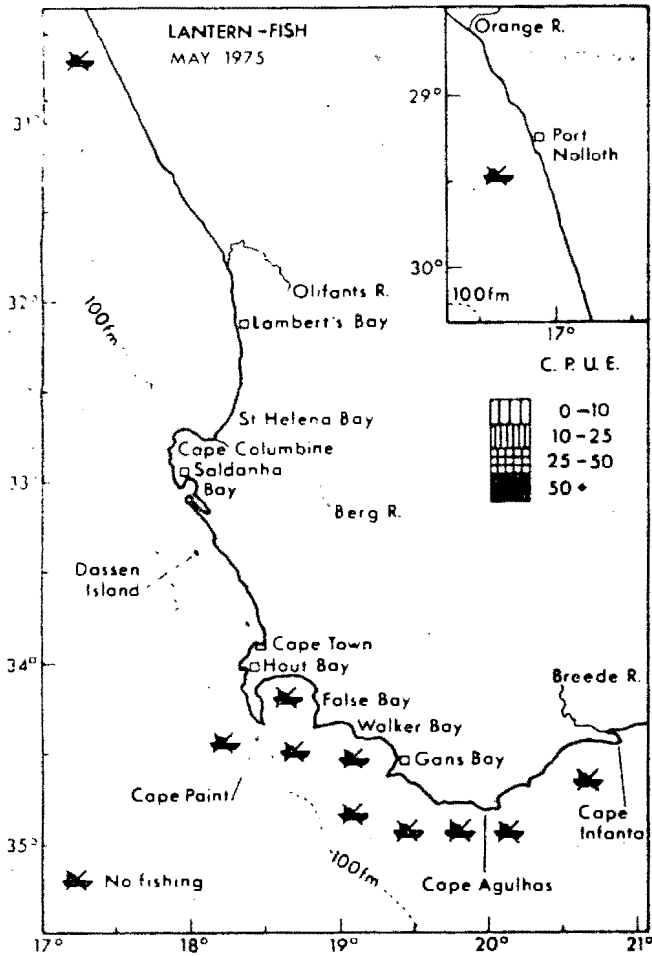 LANTERN-FISH
MAY 1975
Orange R.
29°
Port
Nolloth
30°
100fm
17°
31°
Olifants R.
32°
100fm
Lambert's Bay
C. P. U. E.
0-10
10-25
25-50
50+
St Helena Bay
Cape Columbine
Saldanha
Bay
33°
Berg R.
Dassen
Island
Cape Town
34°
Hout Bay
Breede R.
False Bay
Walker Bay
Gans Bay
Cape Paint
Cape
Infanta
35°
100fm
No fishing
Cape Agulhas
17°
18°
19°
20°
21°